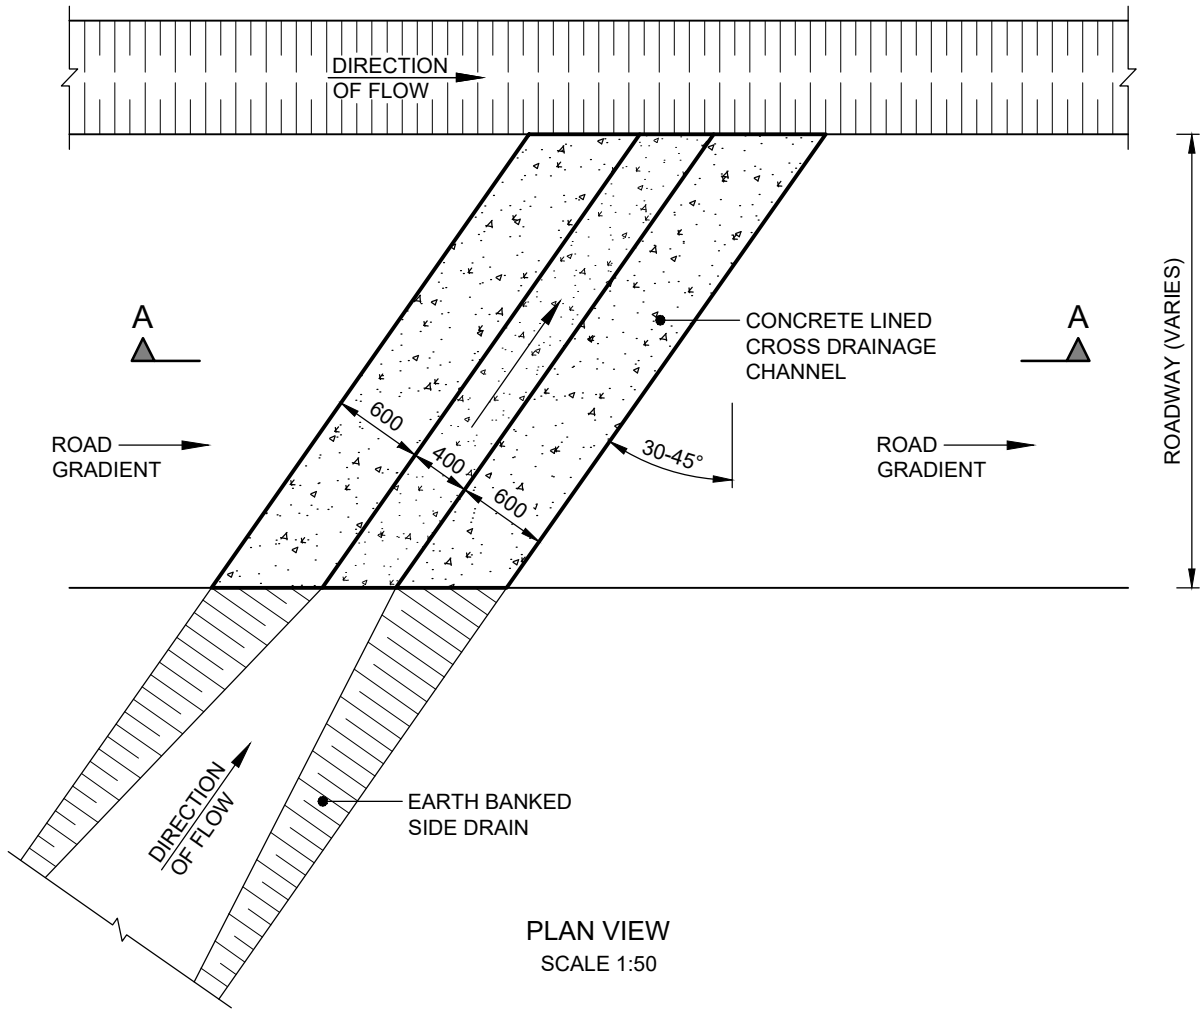 DIRECTION
OF FLOW
A
A
CONCRETE LINED
CROSS DRAINAGE
CHANNEL
ROADWAY (VARIES)
600
400
600
30-45°
ROAD
GRADIENT
ROAD
GRADIENT
DIRECTION
OF FLOW
EARTH BANKED
SIDE DRAIN
PLAN VIEW
SCALE 1:50